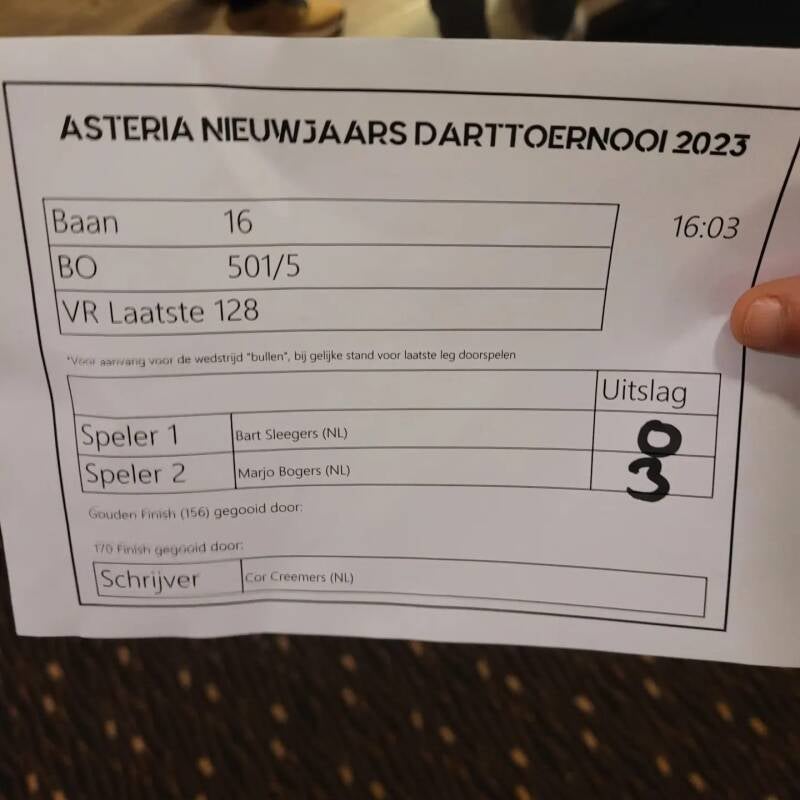 ASTERIA NIEUWJAARS DARTTOERNOOI 2023
Baan 16
16:03
BO 501/5
VR Laatste 128
*Voor aanvang voor de wedstrijd "bullen", bij gelijke stand voor laatste leg doorspelen
Uitslag
Speler 1 Bart Sleegers (NL) 0
Speler 2 Marjo Bogers (NL) 3
Gouden Finish (156) gegooid door:
170 Finish gegooid door:
Schrijver Cor Creemers (NL)